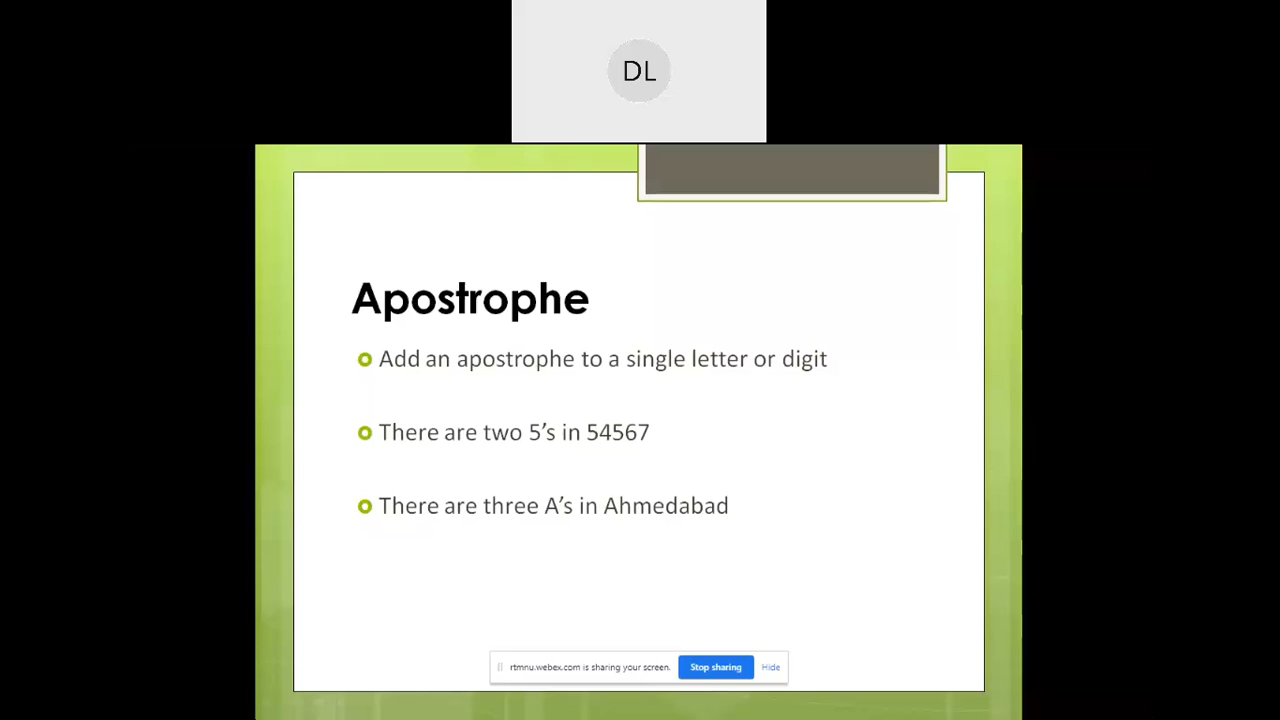 DL
Apostrophe
Add an apostrophe to a single letter or digit
There are two 5’s in 54567
There are three A’s in Ahmedabad
rtmnu.webex.com is sharing your screen. Stop sharing Hide